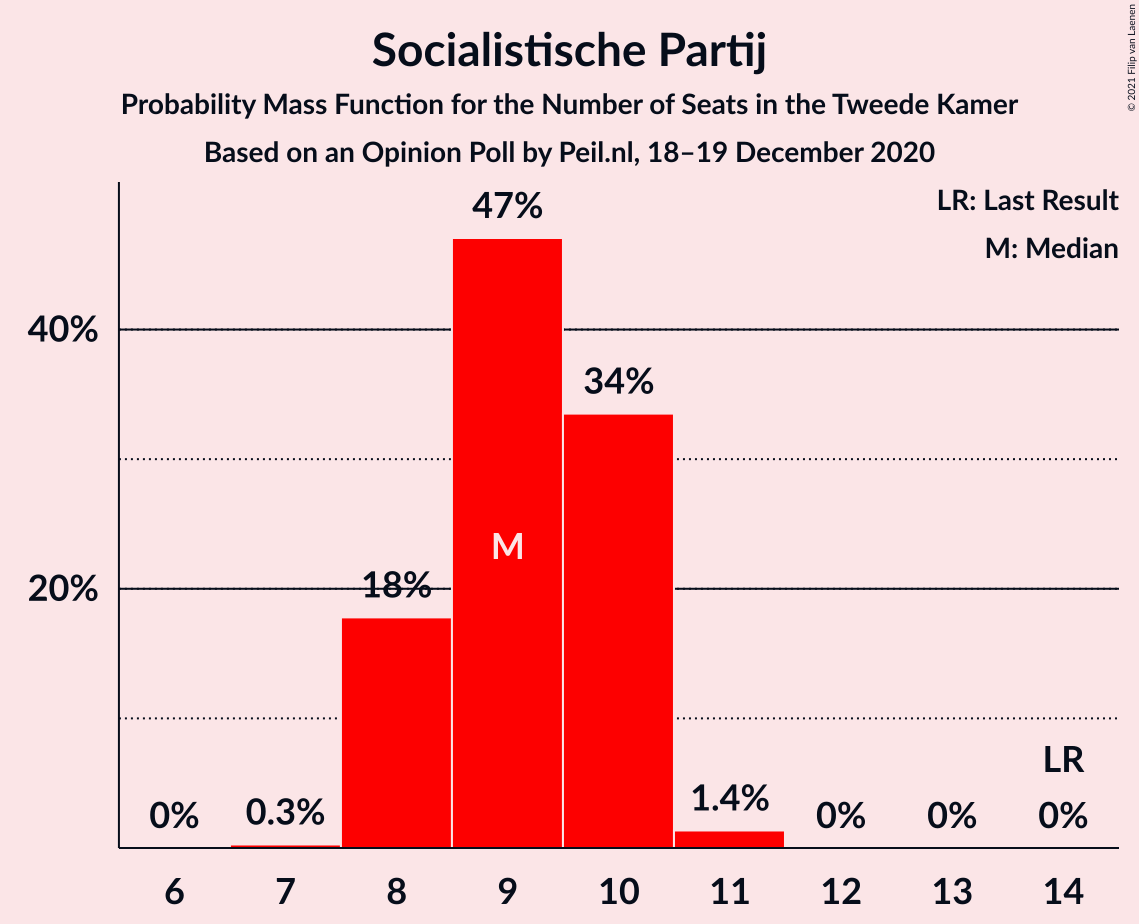 Socialistische Partij
Probability Mass Function for the Number of Seats in the Tweede Kamer
Based on an Opinion Poll by Peil.nl, 18–19 December 2020
© 2021 Filip van Laenen
LR: Last Result
M: Median
47%
40%
34%
M
20%
18%
LR
0%
0.3%
1.4%
0%
0%
0%
6
7
8
9
10
11
12
13
14